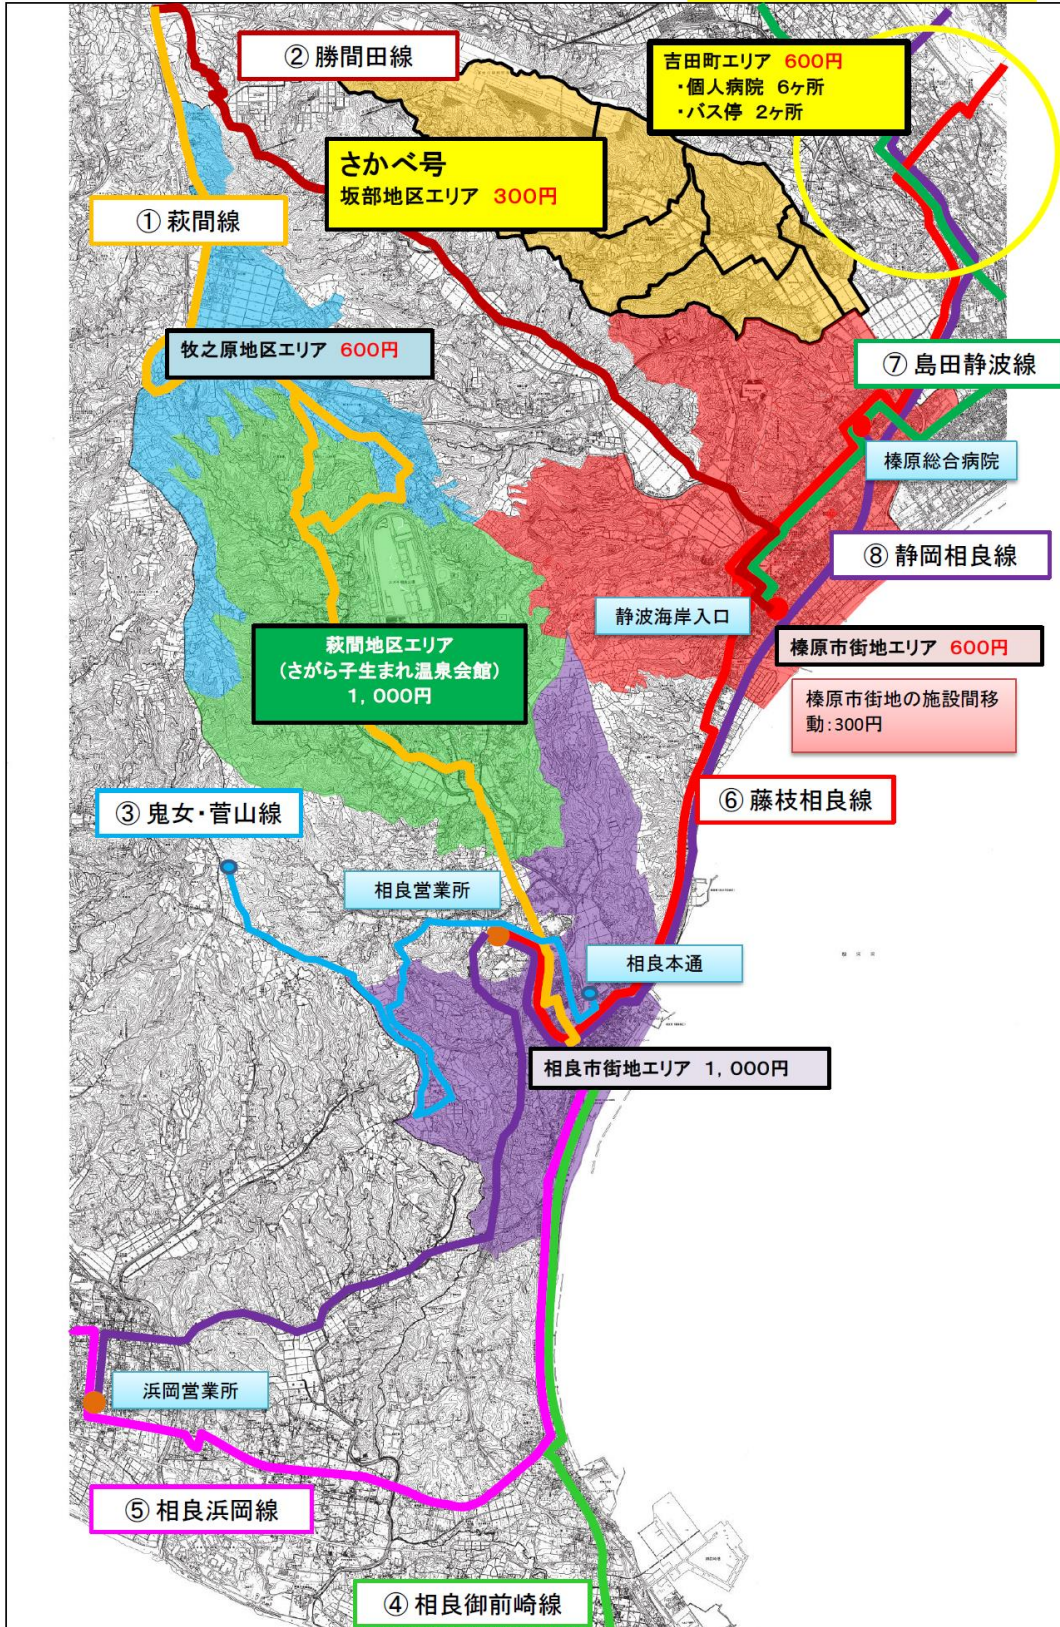 ② 勝間田線
吉田町エリア 600円
・個人病院 6ヶ所
・バス停 2ヶ所
さかべ号
坂部地区エリア 300円
① 萩間線
牧之原地区エリア 600円
⑦ 島田静波線
榛原総合病院
⑧ 静岡相良線
静波海岸入口
萩間地区エリア
(さがら子生まれ温泉会館)
1,000円
榛原市街地エリア 600円
榛原市街地の施設間移
動:300円
⑥ 藤枝相良線
③ 鬼女・菅山線
相良営業所
相良本通
相良市街地エリア 1,000円
浜岡営業所
⑤ 相良浜岡線
④ 相良御前崎線